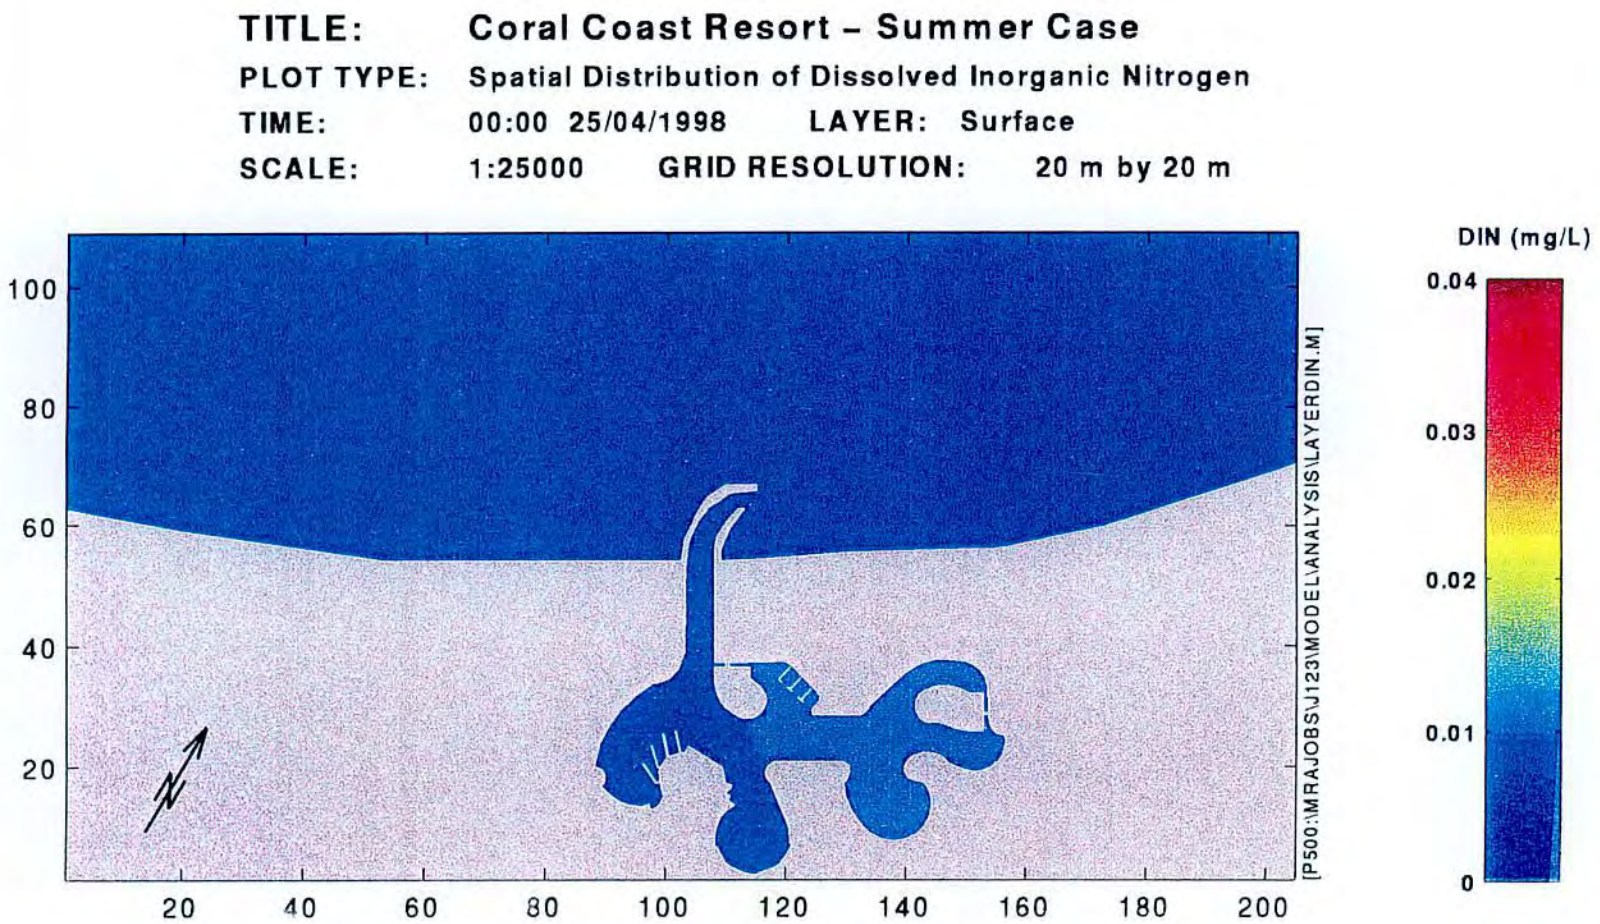 TITLE: Coral Coast Resort – Summer Case
PLOT TYPE: Spatial Distribution of Dissolved Inorganic Nitrogen
TIME: 00:00 25/04/1998 LAYER: Surface
SCALE: 1:25000 GRID RESOLUTION: 20 m by 20 m
DIN (mg/L)
100
80
60
40
20
20 40 60 80 100 120 140 160 180 200
[P500:\MRAJOBS\J123\MODEL\ANALYSIS\LAYERDIN.M]
0.04
0.03
0.02
0.01
0
N